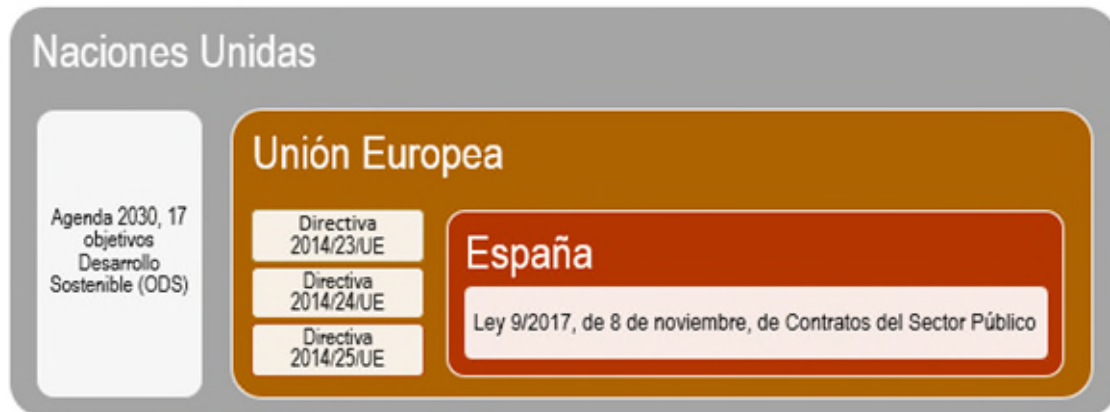 Naciones Unidas
Agenda 2030, 17
objetivos
Desarrollo
Sostenible (ODS)
Unión Europea
Directiva
2014/23/UE
Directiva
2014/24/UE
Directiva
2014/25/UE
España
Ley 9/2017, de 8 de noviembre, de Contratos del Sector Público